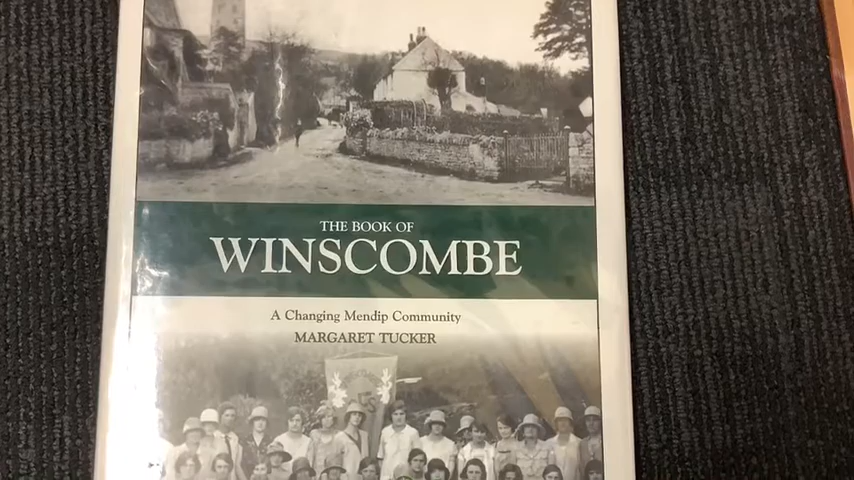 THE BOOK OF
WINSCOMBE
A Changing Mendip Community
MARGARET TUCKER